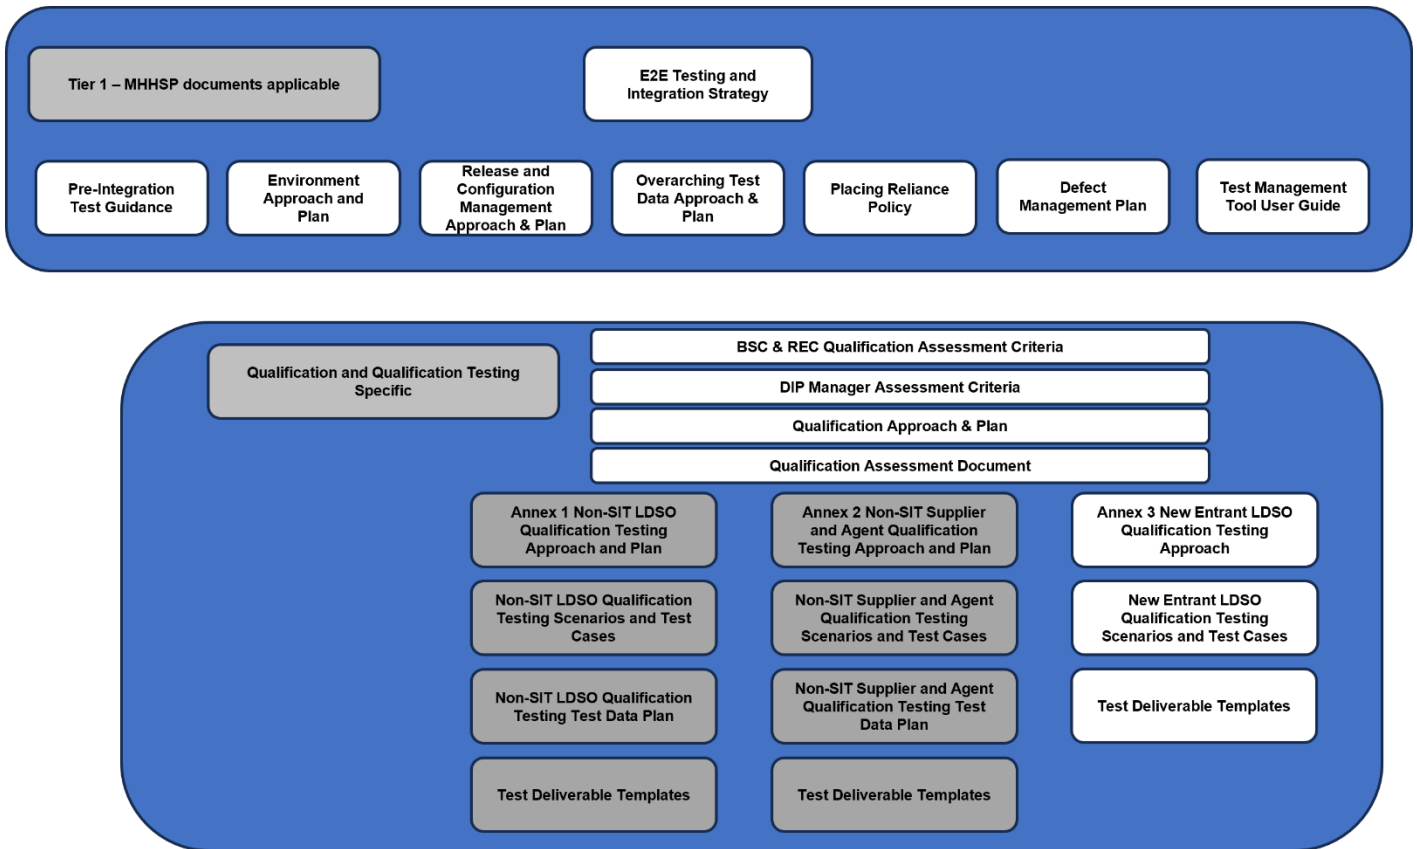 Tier 1 – MHHSP documents applicable
E2E Testing and
Integration Strategy
Pre-Integration
Test Guidance
Environment
Approach and
Plan
Release and
Configuration
Management
Approach & Plan
Overarching Test
Data Approach &
Plan
Placing Reliance
Policy
Defect
Management Plan
Test Management
Tool User Guide
Qualification and Qualification Testing
Specific
BSC & REC Qualification Assessment Criteria
DIP Manager Assessment Criteria
Qualification Approach & Plan
Qualification Assessment Document
Annex 1 Non-SIT LDSO
Qualification Testing
Approach and Plan
Annex 2 Non-SIT Supplier
and Agent Qualification
Testing Approach and Plan
Annex 3 New Entrant LDSO
Qualification Testing
Approach
Non-SIT LDSO Qualification
Testing Scenarios and Test
Cases
Non-SIT Supplier and Agent
Qualification Testing
Scenarios and Test Cases
New Entrant LDSO
Qualification Testing
Scenarios and Test Cases
Non-SIT LDSO Qualification
Testing Test Data Plan
Non-SIT Supplier and Agent
Qualification Testing Test
Data Plan
Test Deliverable Templates
Test Deliverable Templates
Test Deliverable Templates